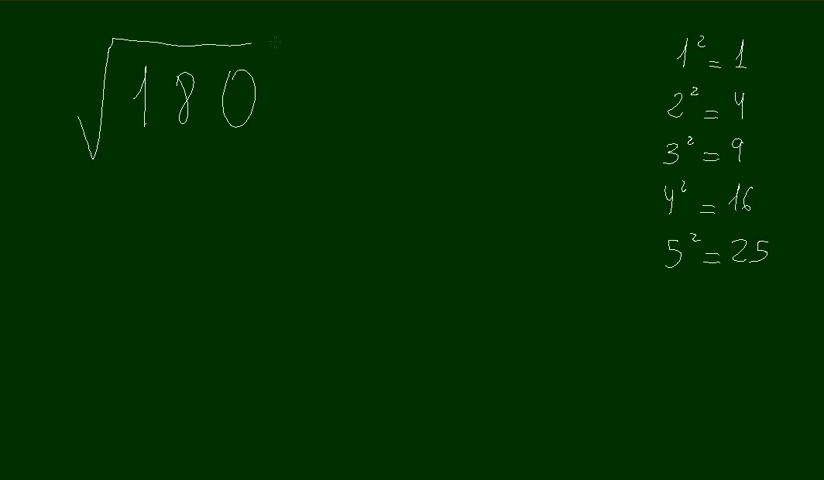 √180
1² = 1
2² = 4
3² = 9
4² = 16
5² = 25